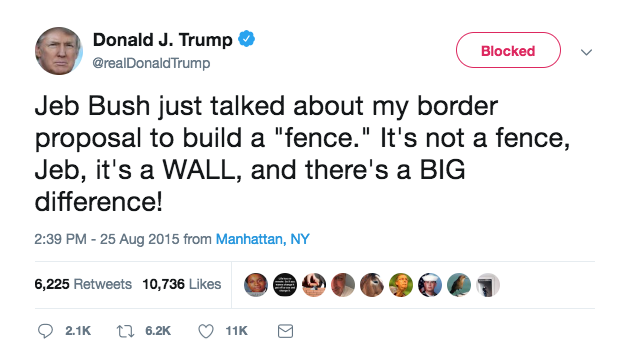 Donald J. Trump
@realDonaldTrump
Blocked
Jeb Bush just talked about my border
proposal to build a "fence." It's not a fence,
Jeb, it's a WALL, and there's a BIG
difference!
2:39 PM - 25 Aug 2015 from Manhattan, NY
6,225 Retweets 10,736 Likes
2.1K 6.2K 11K